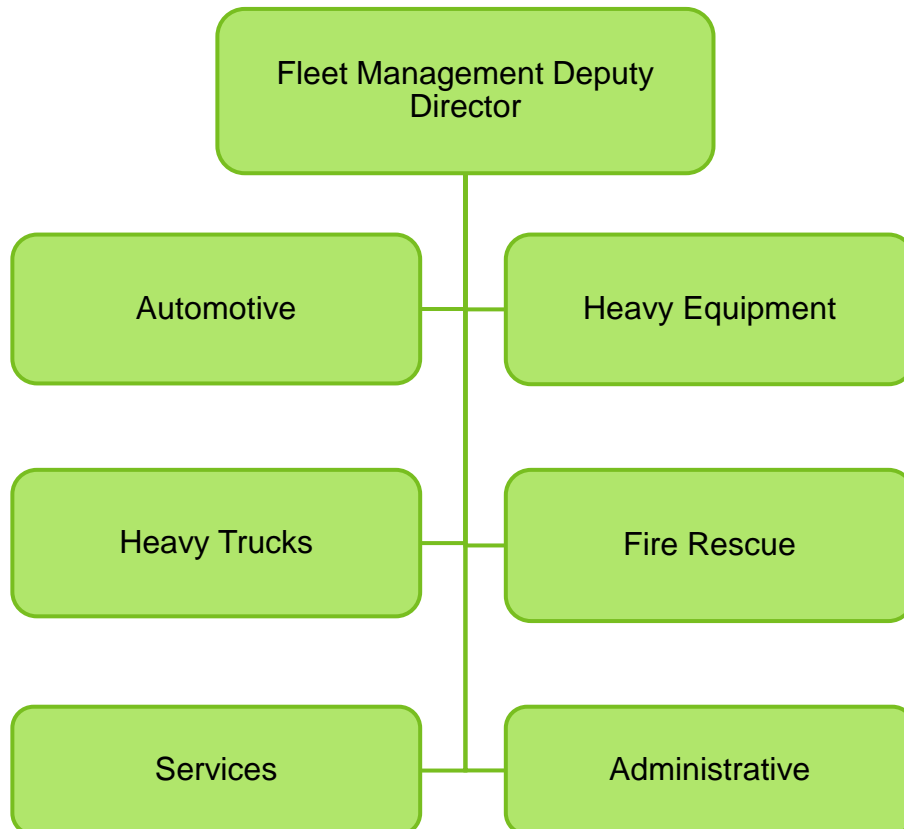 Fleet Management Deputy
Director
Automotive
Heavy Equipment
Heavy Trucks
Fire Rescue
Services
Administrative